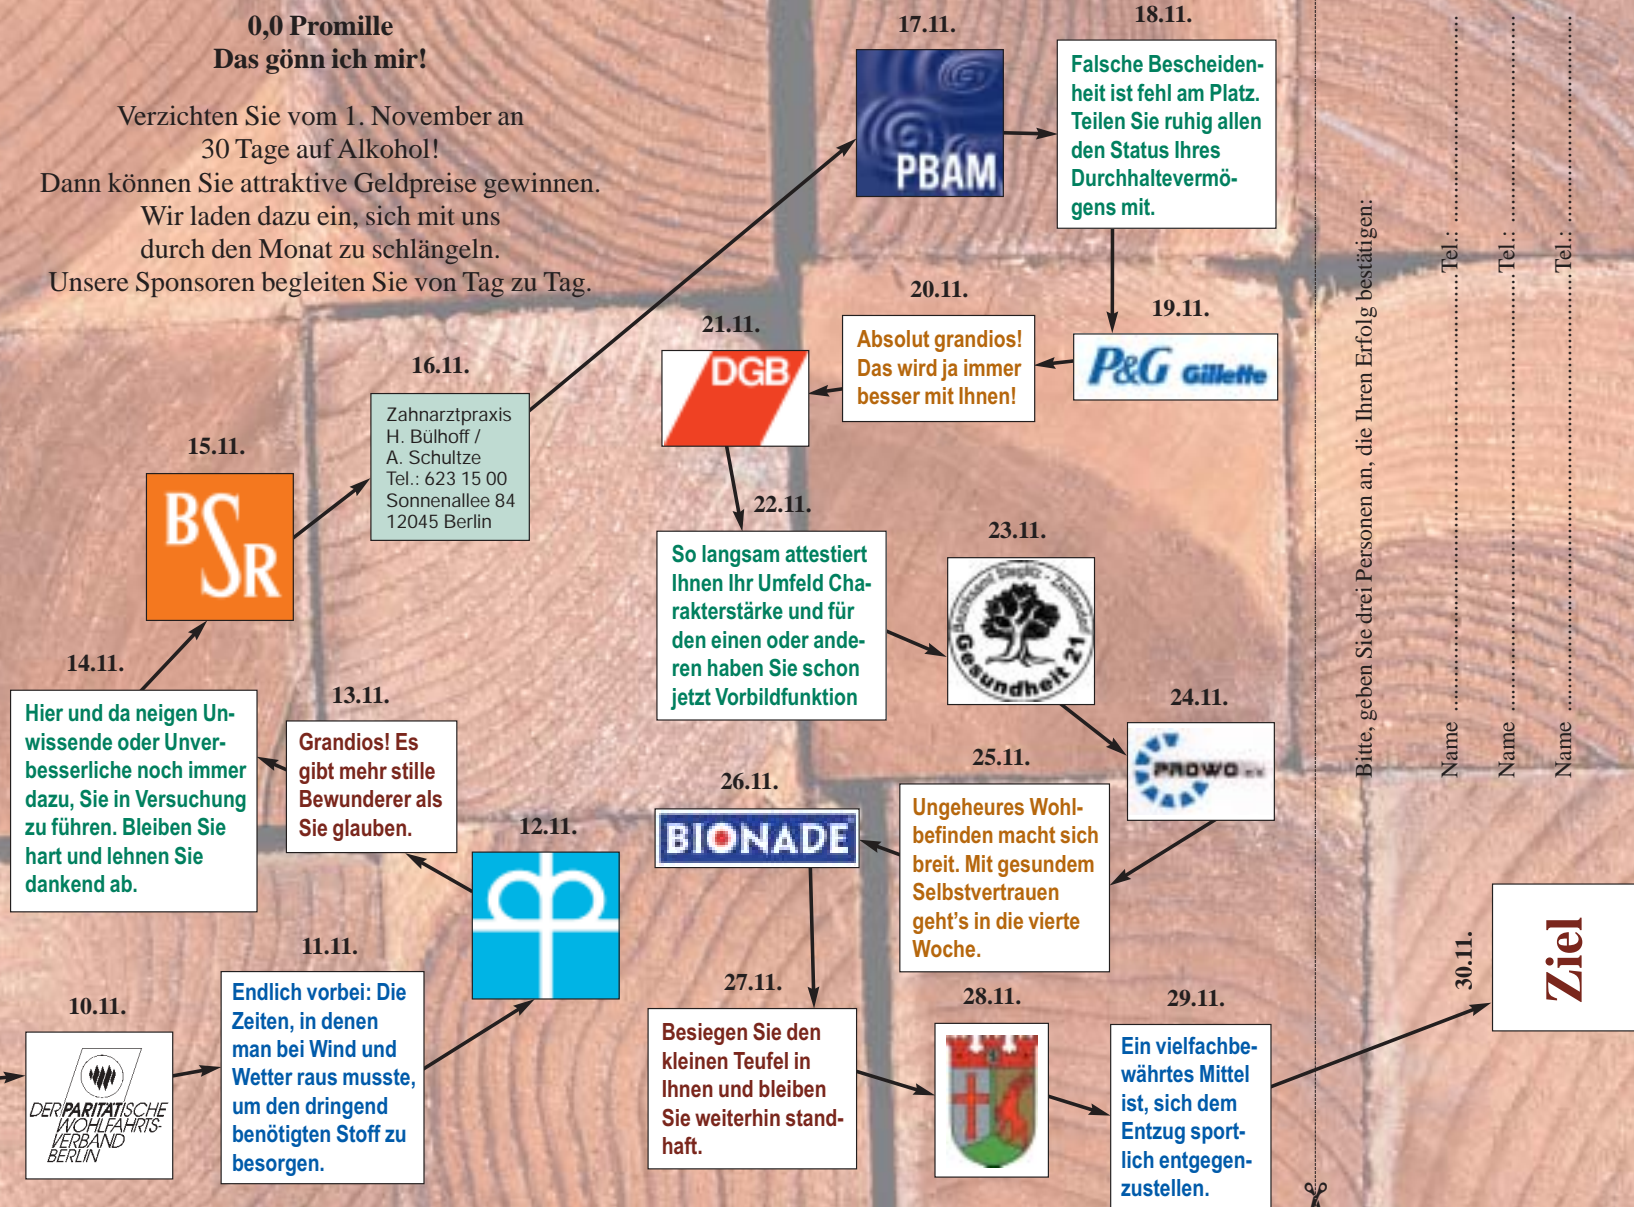 0,0 Promille
Das gönn ich mir!
Verzichten Sie vom 1. November an
30 Tage auf Alkohol!
Dann können Sie attraktive Geldpreise gewinnen.
Wir laden dazu ein, sich mit uns
durch den Monat zu schlängeln.
Unsere Sponsoren begleiten Sie von Tag zu Tag.
10.11.
DER PARITÄTISCHE
WOHLFAHRTS-
VERBAND
BERLIN
11.11.
Endlich vorbei: Die
Zeiten, in denen
man bei Wind und
Wetter raus musste,
um den dringend
benötigten Stoff zu
besorgen.
12.11.
13.11.
Grandios! Es
gibt mehr stille
Bewunderer als
Sie glauben.
14.11.
Hier und da neigen Un-
wissende oder Unver-
besserliche noch immer
dazu, Sie in Versuchung
zu führen. Bleiben Sie
hart und lehnen Sie
dankend ab.
15.11.
BSR
16.11.
Zahnarztpraxis
H. Bülhoff /
A. Schultze
Tel.: 623 15 00
Sonnenallee 84
12045 Berlin
17.11.
PBAM
18.11.
Falsche Bescheiden-
heit ist fehl am Platz.
Teilen Sie ruhig allen
den Status Ihres
Durchhaltevermö-
gens mit.
19.11.
P&G Gillette
20.11.
Absolut grandios!
Das wird ja immer
besser mit Ihnen!
21.11.
DGB
22.11.
So langsam attestiert
Ihnen Ihr Umfeld Cha-
rakterstärke und für
den einen oder ande-
ren haben Sie schon
jetzt Vorbildfunktion
23.11.
Bezirksamt Steglitz - Zehlendorf
Gesundheit 21
24.11.
PROWO e.V.
25.11.
Ungeheures Wohl-
befinden macht sich
breit. Mit gesundem
Selbstvertrauen
geht's in die vierte
Woche.
26.11.
BIONADE
27.11.
Besiegen Sie den
kleinen Teufel in
Ihnen und bleiben
Sie weiterhin stand-
haft.
28.11.
29.11.
Ein vielfachbe-
währtes Mittel
ist, sich dem
Entzug sport-
lich entgegen-
zustellen.
30.11.
Ziel
Bitte, geben Sie drei Personen an, die Ihren Erfolg bestätigen:
Name ........................ Tel.: ........................
Name ........................ Tel.: ........................
Name ........................ Tel.: ........................